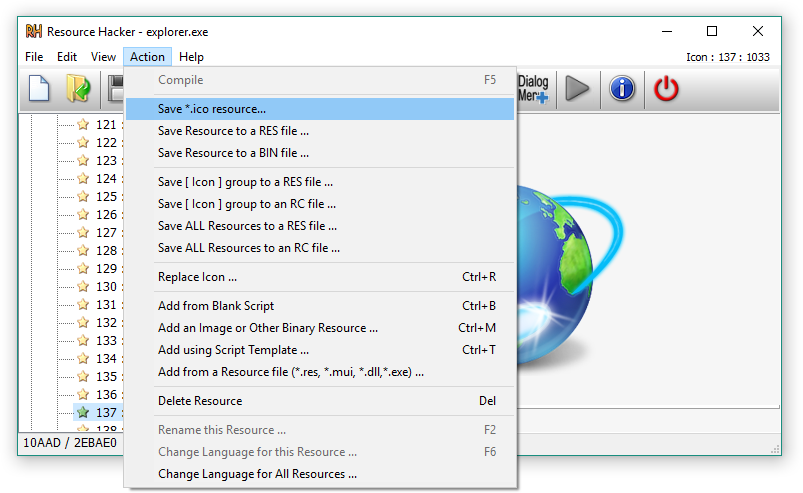 Resource Hacker - explorer.exe
File Edit View Action Help Icon : 137 : 1033
Compile F5
Dialog
Mer
Save *.ico resource...
121 :
Save Resource to a RES file ...
122 :
Save Resource to a BIN file ...
123 :
124 :
Save [ Icon ] group to a RES file ...
125 :
Save [ Icon ] group to an RC file ...
126 :
Save ALL Resources to a RES file ...
127 :
Save ALL Resources to an RC file ...
128 :
129 :
Replace Icon ... Ctrl+R
130 :
131 :
Add from Blank Script Ctrl+B
132 :
Add an Image or Other Binary Resource ... Ctrl+M
133 :
Add using Script Template ... Ctrl+T
134 :
Add from a Resource file (*.res, *.mui, *.dll,*.exe) ...
135 :
136 :
Delete Resource Del
137 :
138 :
Rename this Resource ... F2
10AAD / 2EBAE0
Change Language for this Resource ... F6
Change Language for All Resources ...